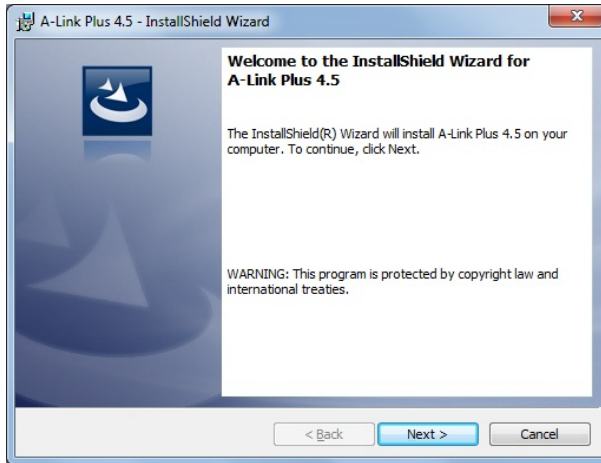 A-Link Plus 4.5 - InstallShield Wizard
Welcome to the InstallShield Wizard for
A-Link Plus 4.5
The InstallShield(R) Wizard will install A-Link Plus 4.5 on your
computer. To continue, click Next.
WARNING: This program is protected by copyright law and
international treaties.
< Back
Next >
Cancel